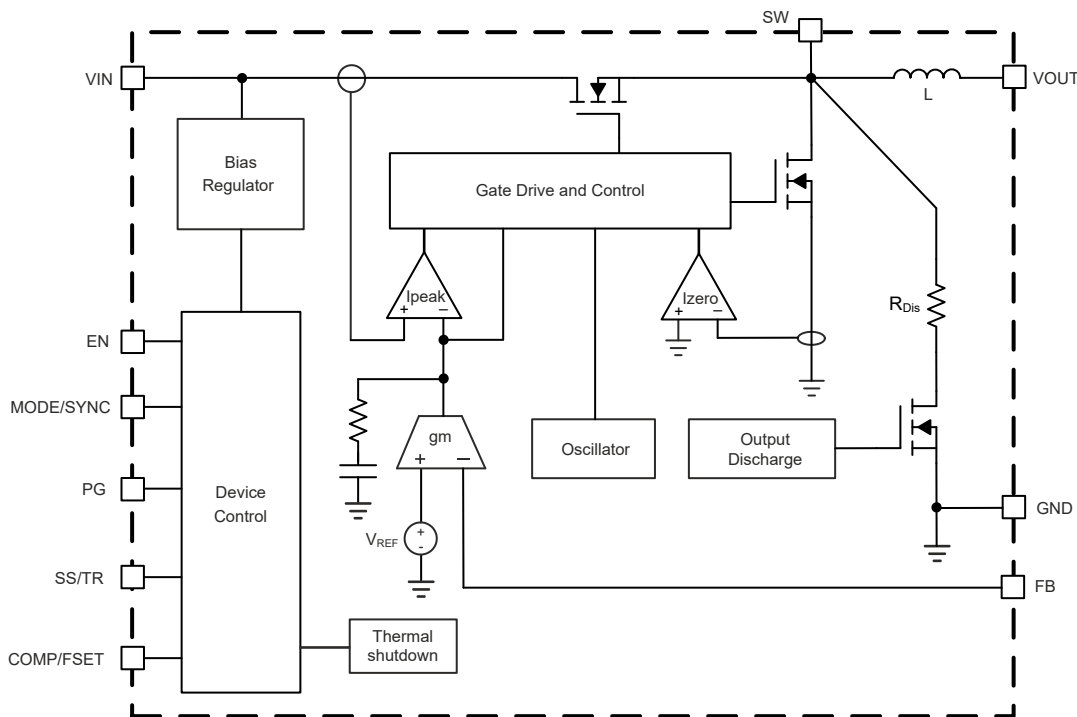 SW
VIN
VOUT
L
Bias
Regulator
Gate Drive and Control
Ipeak
+ −
Izero
+ −
RDis
EN
MODE/SYNC
gm
+ −
Oscillator
Output
Discharge
PG
Device
Control
GND
VREF
+
-
SS/TR
FB
Thermal
shutdown
COMP/FSET